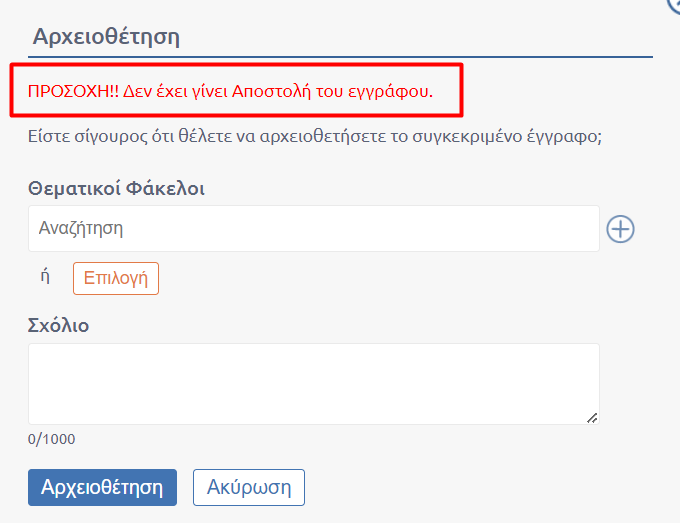 Αρχειοθέτηση
ΠΡΟΣΟΧΗ!! Δεν έχει γίνει Αποστολή του εγγράφου.
Είστε σίγουρος ότι θέλετε να αρχειοθετήσετε το συγκεκριμένο έγγραφο;
Θεματικοί Φάκελοι
Αναζήτηση
ή Επιλογή
Σχόλιο
0/1000
Αρχειοθέτηση Ακύρωση